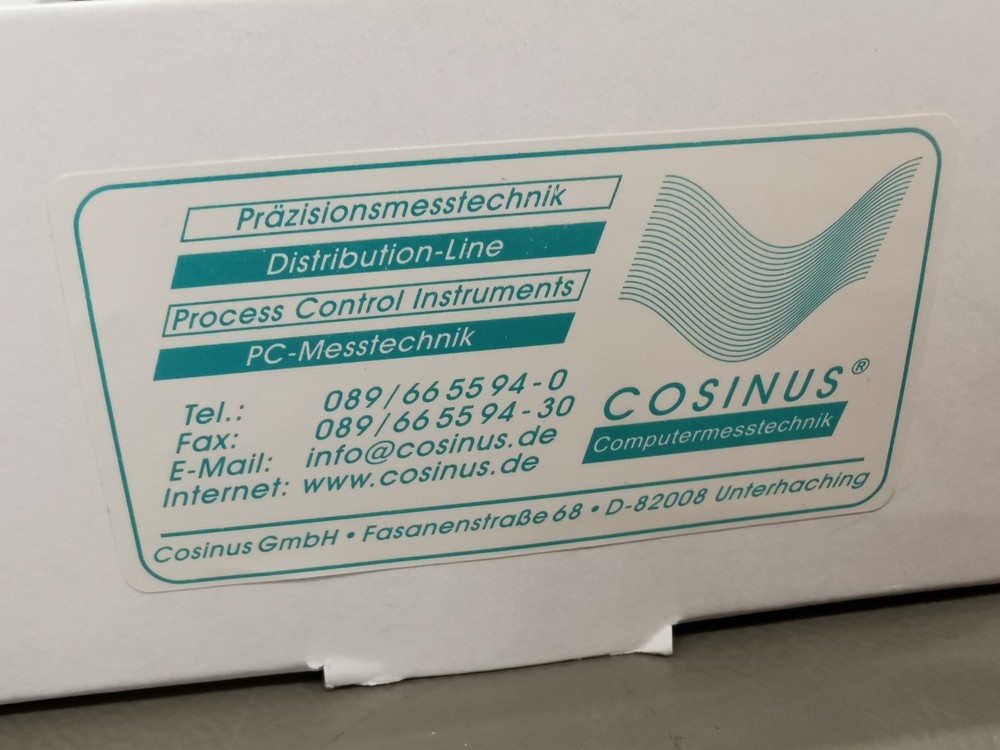 Präzisionsmesstechnik
Distribution-Line
Process Control Instruments
PC-Messtechnik
Tel.: 089/66 55 94-0
Fax: 089/66 55 94-30
E-Mail: info@cosinus.de
Internet: www.cosinus.de
COSINUS®
Computermesstechnik
Cosinus GmbH • Fasanenstraße 68 • D-82008 Unterhaching